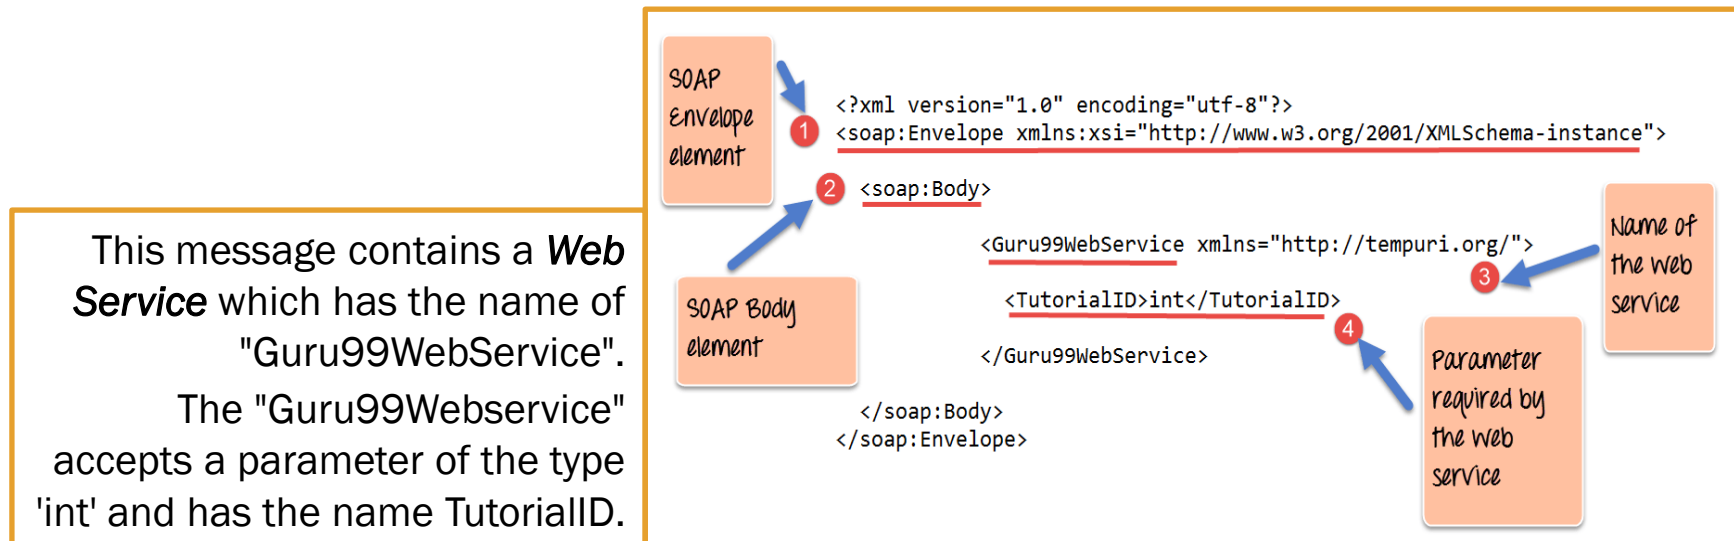 This message contains a Web
Service which has the name of
"Guru99WebService".
The "Guru99Webservice"
accepts a parameter of the type
'int' and has the name TutorialID.
SOAP
Envelope
element
1
<?xml version="1.0" encoding="utf-8"?>
<soap:Envelope xmlns:xsi="http://www.w3.org/2001/XMLSchema-instance">
2
<soap:Body>
SOAP Body
element
<Guru99WebService xmlns="http://tempuri.org/">
3
Name of
the web
service
<TutorialID>int</TutorialID>
4
Parameter
required by
the web
service
</Guru99WebService>
</soap:Body>
</soap:Envelope>